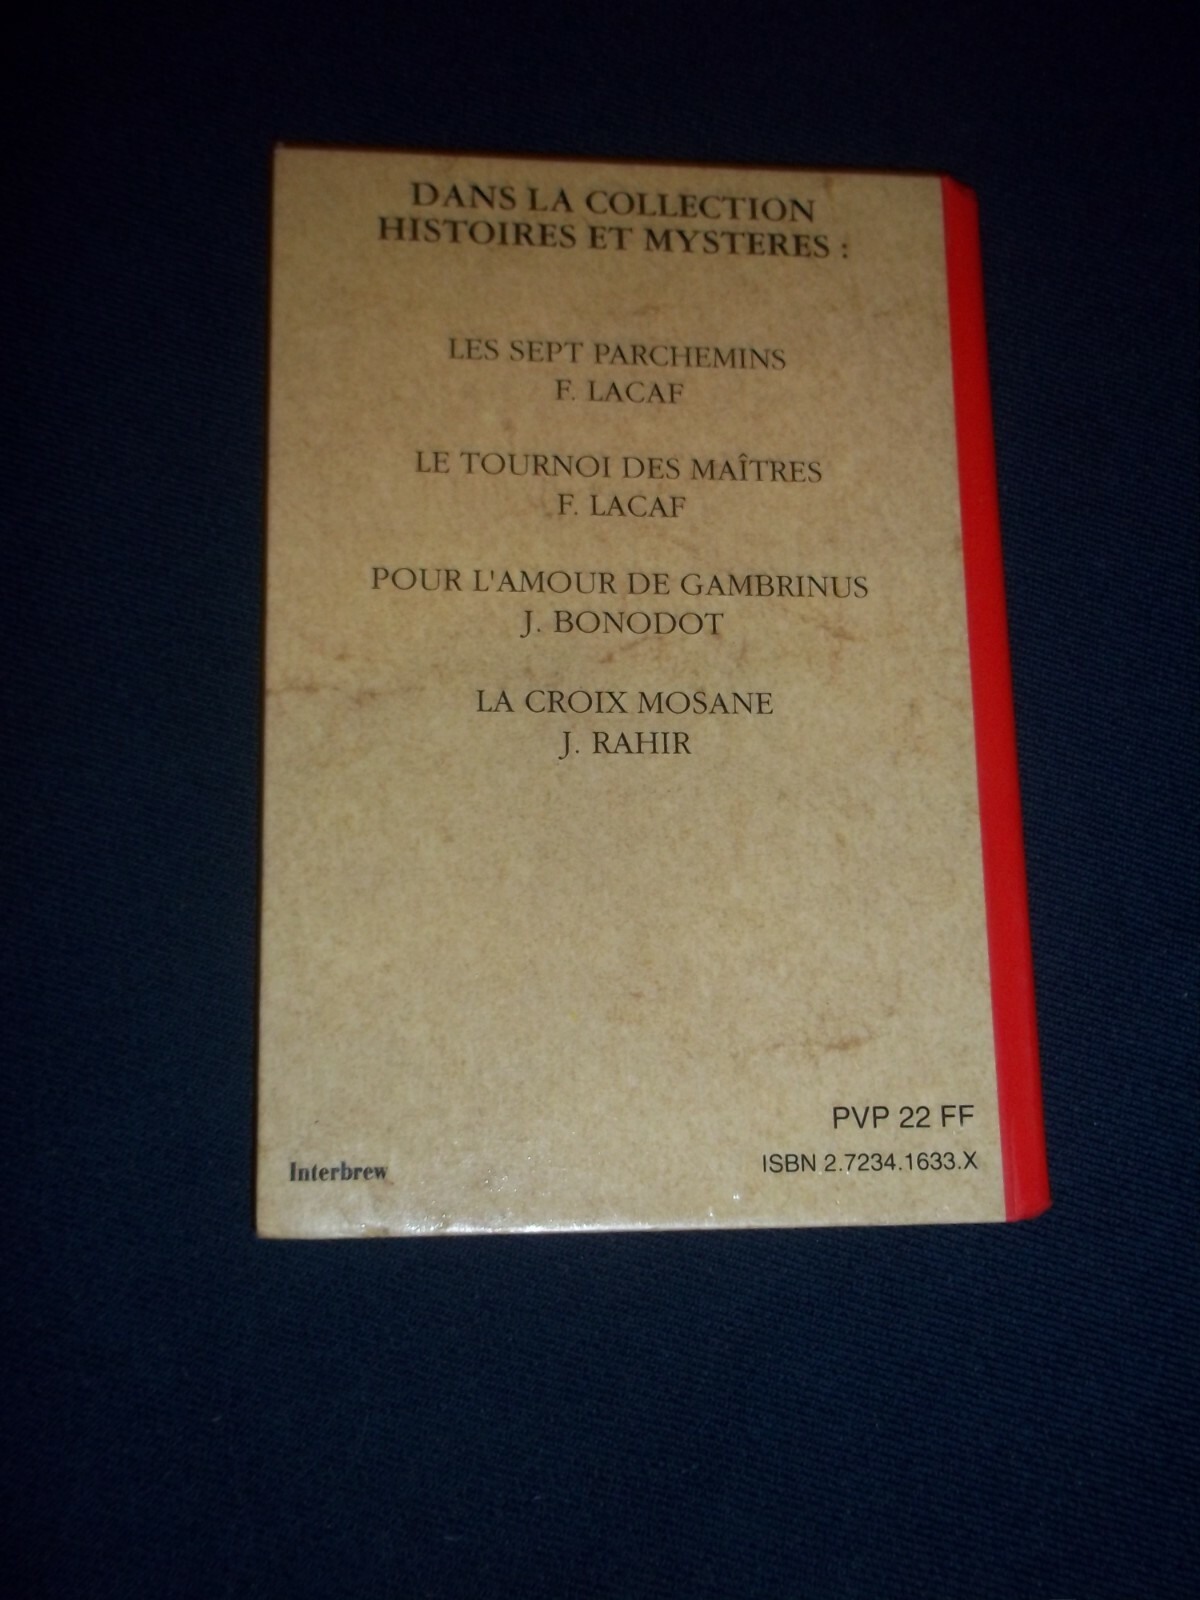 DANS LA COLLECTION
HISTOIRES ET MYSTERES :
LES SEPT PARCHEMINS
F. LACAF
LE TOURNOI DES MAÎTRES
F. LACAF
POUR L'AMOUR DE GAMBRINUS
J. BONODOT
LA CROIX MOSANE
J. RAHIR
PVP 22 FF
Interbrew
ISBN 2.7234.1633.X